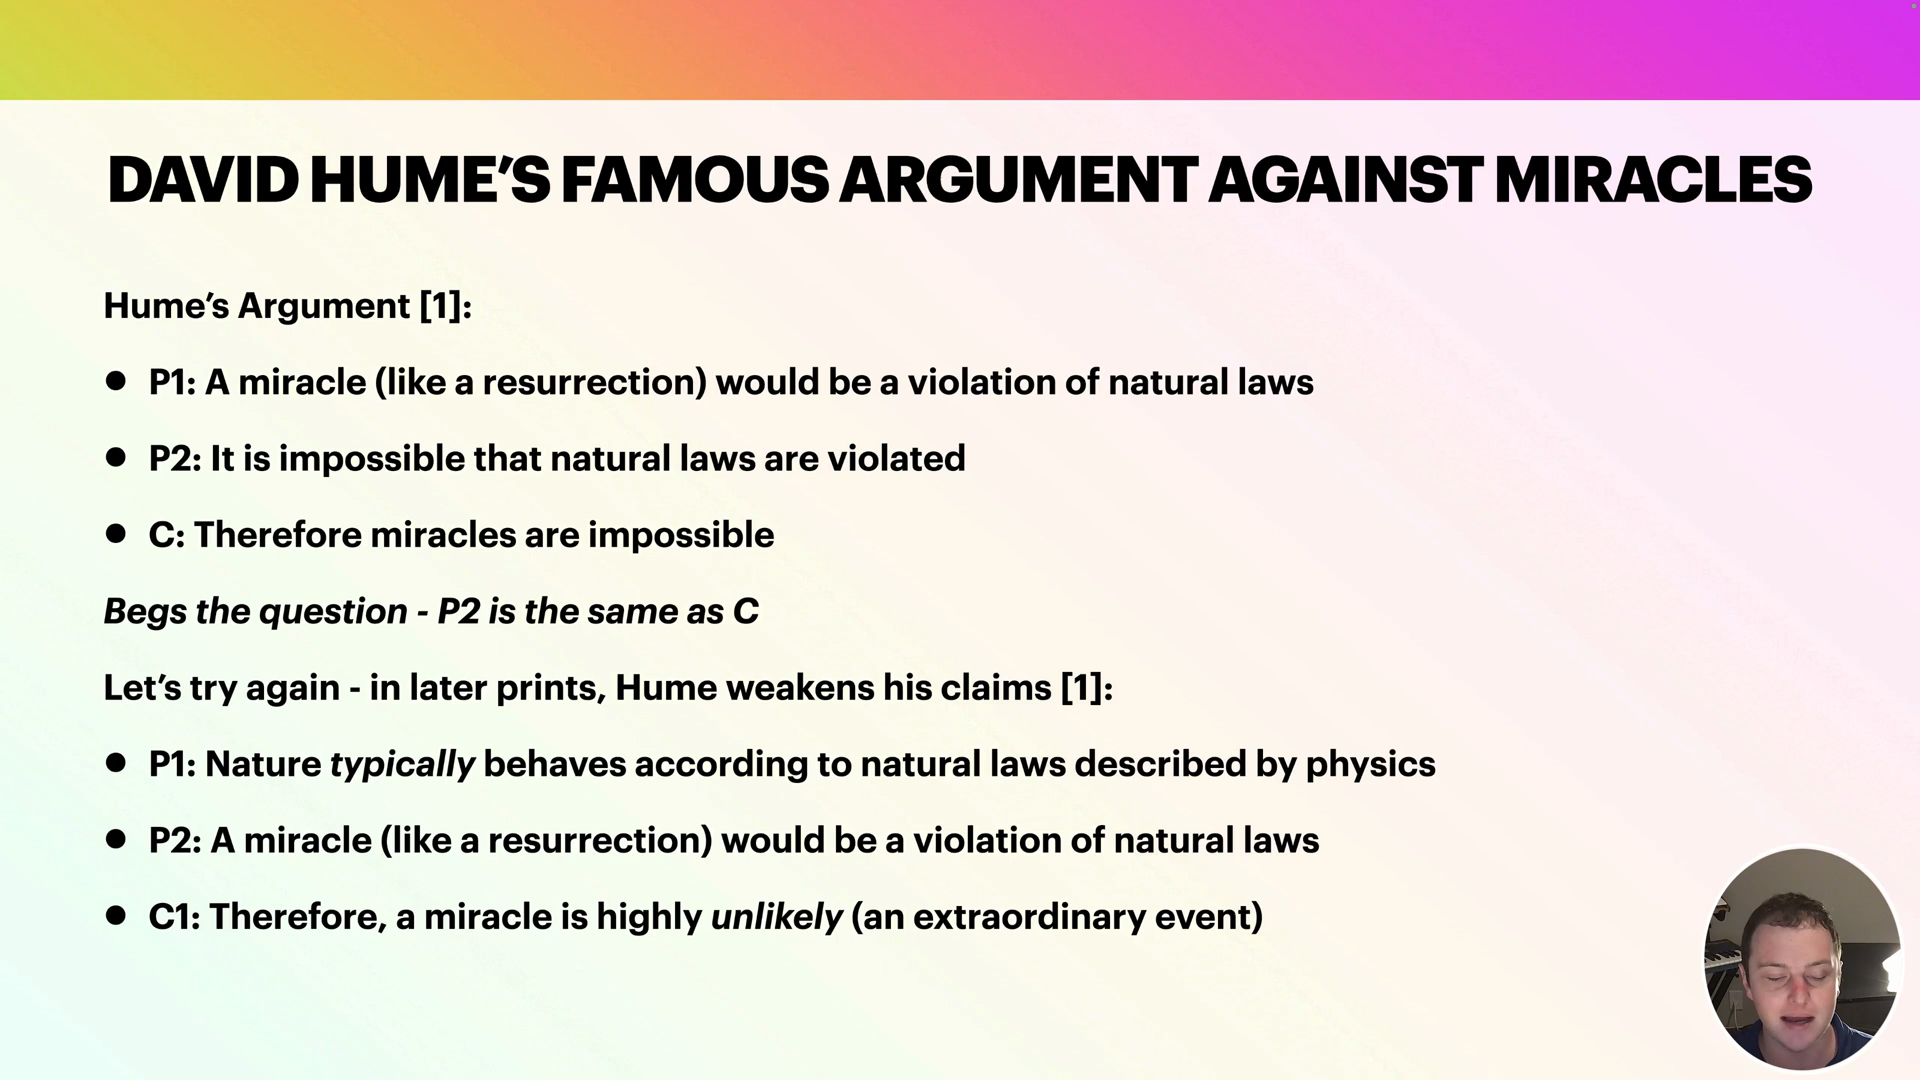 DAVID HUME’S FAMOUS ARGUMENT AGAINST MIRACLES
Hume’s Argument [1]:
● P1: A miracle (like a resurrection) would be a violation of natural laws
● P2: It is impossible that natural laws are violated
● C: Therefore miracles are impossible
Begs the question - P2 is the same as C
Let’s try again - in later prints, Hume weakens his claims [1]:
● P1: Nature typically behaves according to natural laws described by physics
● P2: A miracle (like a resurrection) would be a violation of natural laws
● C1: Therefore, a miracle is highly unlikely (an extraordinary event)